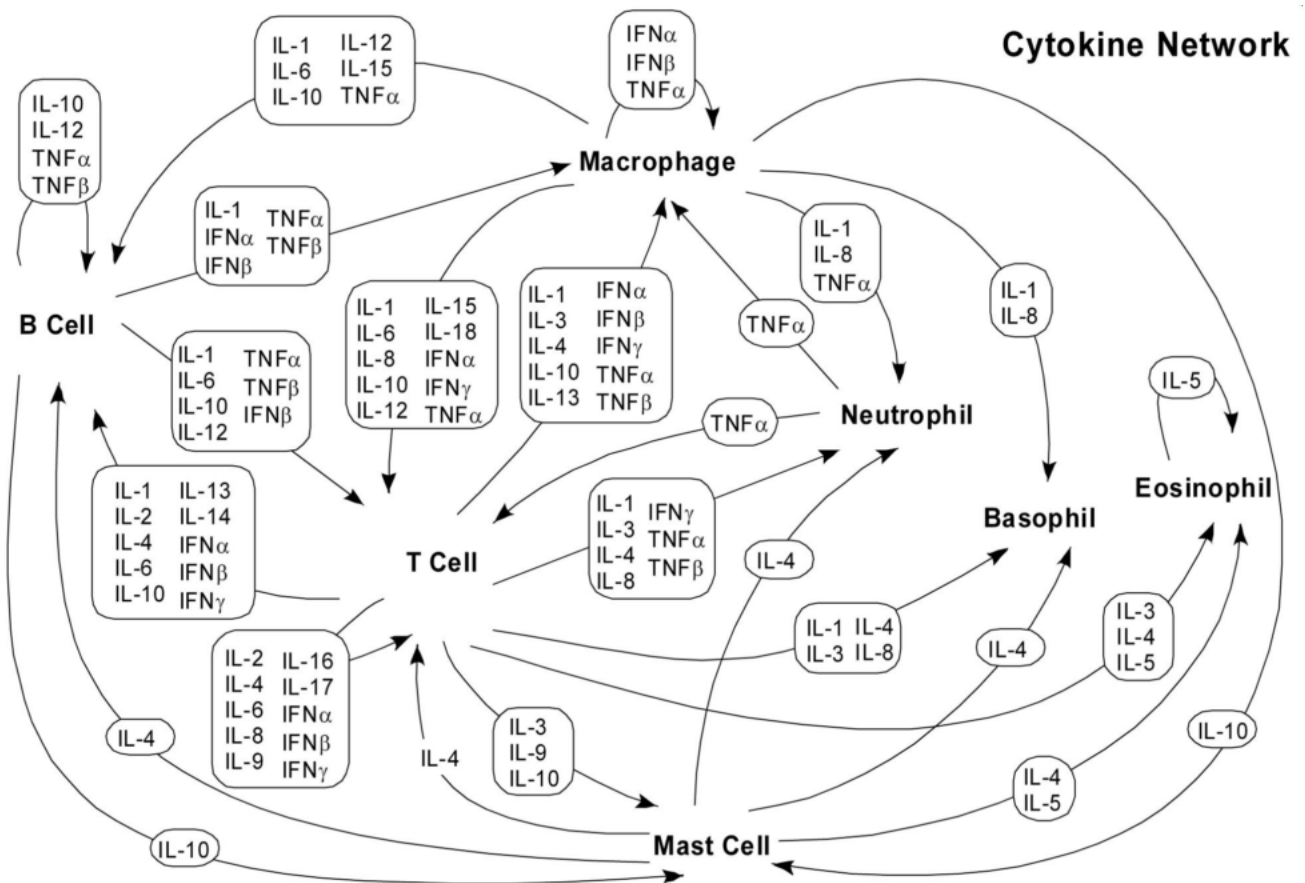 Cytokine Network
IL-1 IL-12
IL-6 IL-15
IL-10 TNFα
IFNα
IFNβ
TNFα
IL-10
IL-12
TNFα
TNFβ
Macrophage
IL-1 TNFα
IFNα TNFβ
IFNβ
IL-1
IL-8
TNFα
IL-1
IL-8
B Cell
IL-1 IL-15
IL-6 IL-18
IL-8 IFNα
IL-10 IFNγ
IL-12 TNFα
IL-1 IFNα
IL-3 IFNβ
IL-4 IFNγ
IL-10 TNFα
IL-13 TNFβ
TNFα
IL-1 TNFα
IL-6 TNFβ
IL-10 IFNβ
IL-12
TNFα
Neutrophil
IL-5
Eosinophil
Basophil
IL-1 IL-13
IL-2 IL-14
IL-4 IFNα
IL-6 IFNβ
IL-10 IFNγ
T Cell
IL-1 IFNγ
IL-3 TNFα
IL-4 TNFβ
IL-8
IL-4
IL-1 IL-4
IL-3 IL-8
IL-4
IL-3
IL-4
IL-5
IL-2 IL-16
IL-4 IL-17
IL-6 IFNα
IL-8 IFNβ
IL-9 IFNγ
IL-4
IL-4
IL-3
IL-9
IL-10
IL-10
IL-4
IL-5
IL-10
Mast Cell